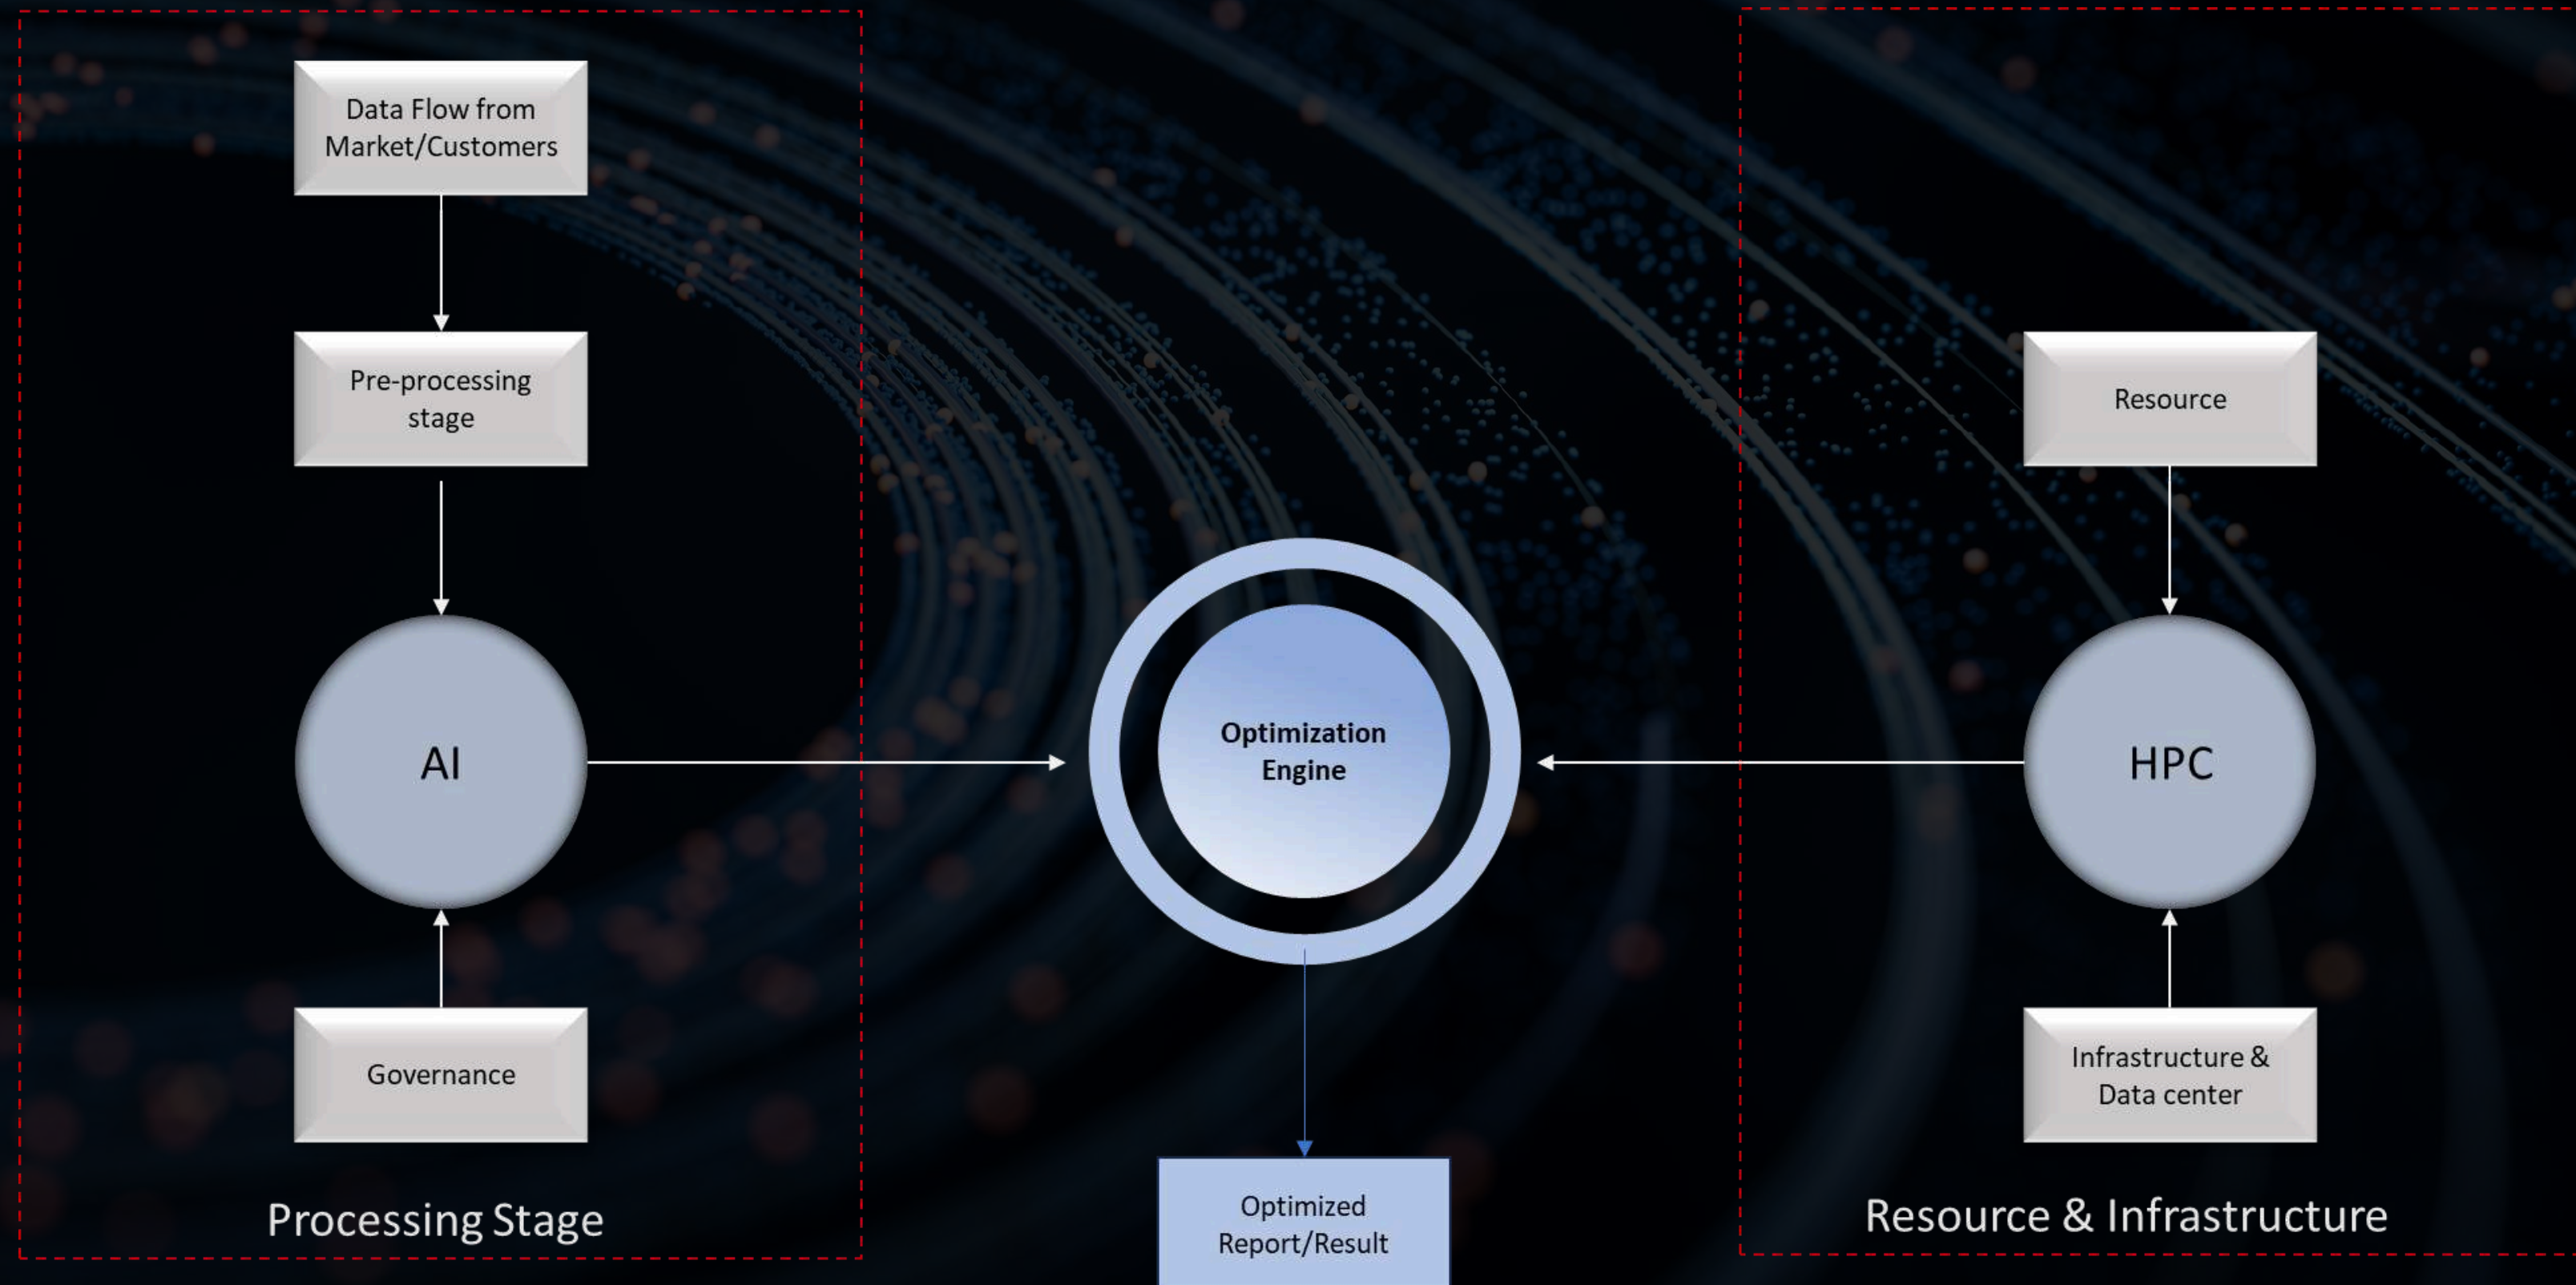 Data Flow from
Market/Customers
Pre-processing
stage
AI
Governance
Processing Stage
Optimization
Engine
Optimized
Report/Result
Resource
HPC
Infrastructure &
Data center
Resource & Infrastructure